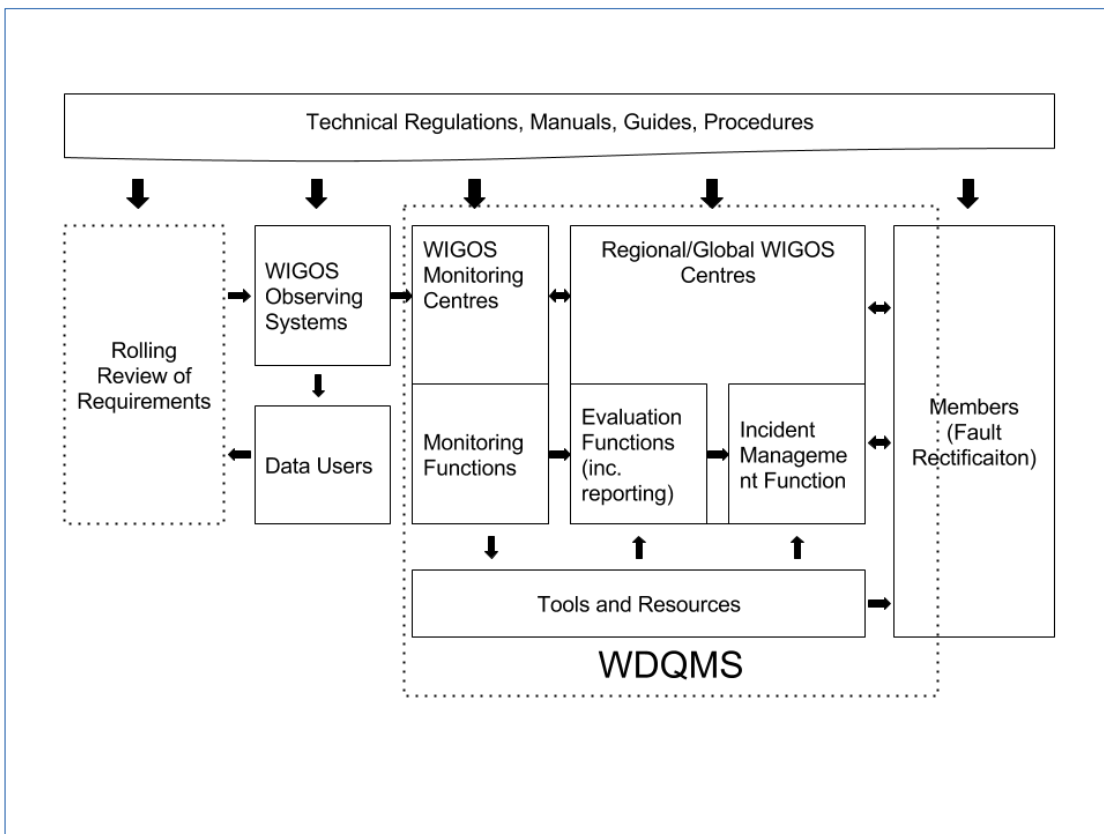 Technical Regulations, Manuals, Guides, Procedures
Rolling
Review of
Requirements
WIGOS
Observing
Systems
Data Users
WIGOS
Monitoring
Centres
Monitoring
Functions
Regional/Global WIGOS
Centres
Evaluation
Functions
(inc.
reporting)
Incident
Manageme
nt Function
Members
(Fault
Rectificaiton)
Tools and Resources
WDQMS